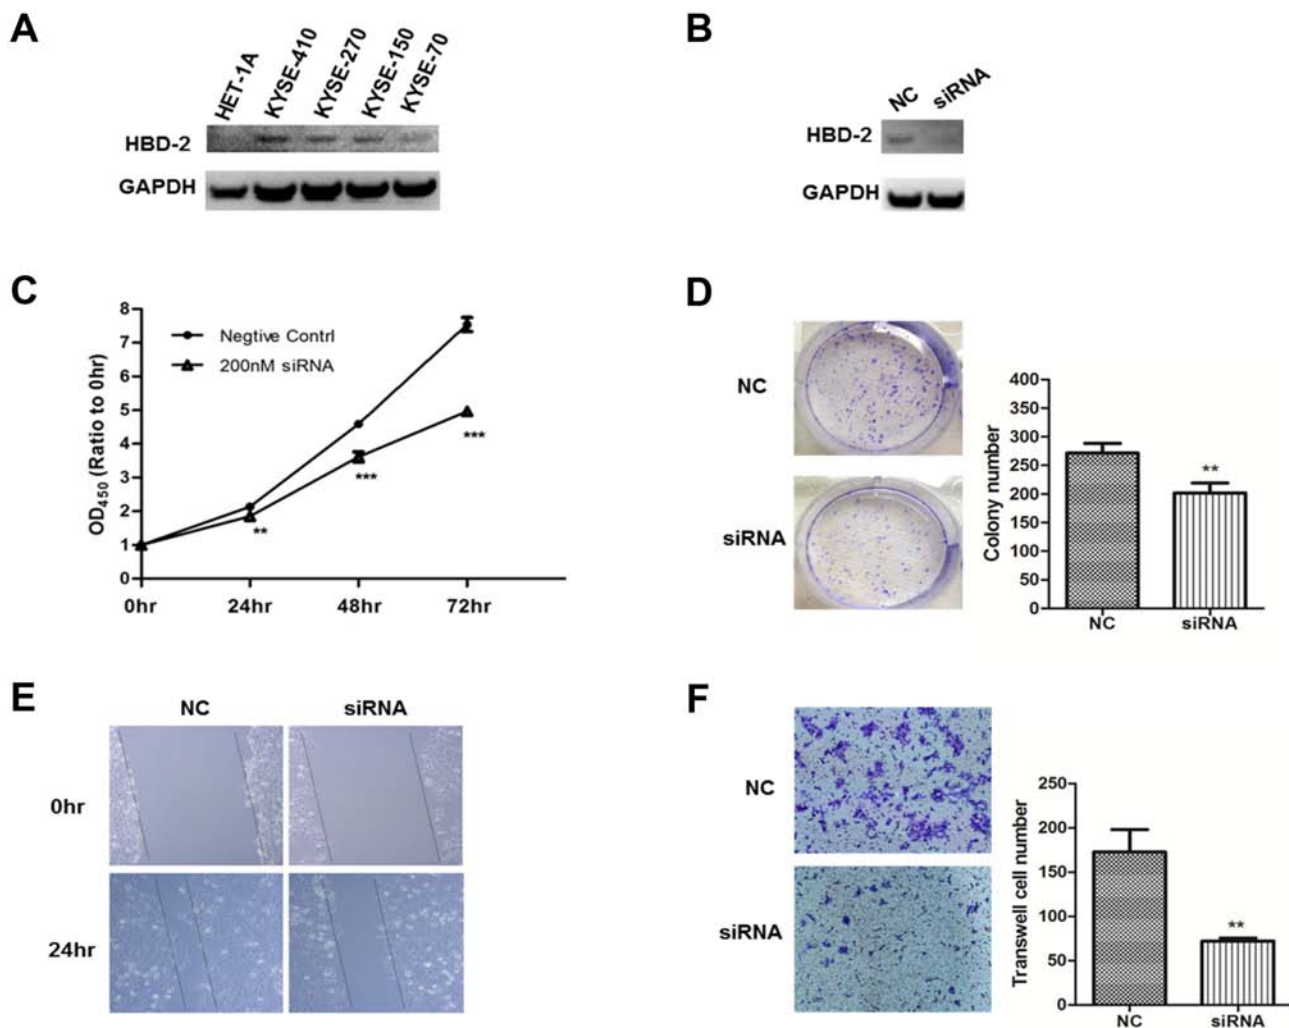 A
HET-1A
KYSE-410
KYSE-270
KYSE-150
KYSE-70
HBD-2
GAPDH
B
NC
siRNA
HBD-2
GAPDH
C
8
7
6
5
4
3
2
1
0
OD450 (Ratio to 0hr)
Negtive Contrl
200nM siRNA
**
***
***
0hr
24hr
48hr
72hr
D
NC
siRNA
Colony number
400
350
300
250
200
150
100
50
0
**
NC
siRNA
E
NC
siRNA
0hr
24hr
F
NC
siRNA
Transwell cell number
250
200
150
100
50
0
**
NC
siRNA